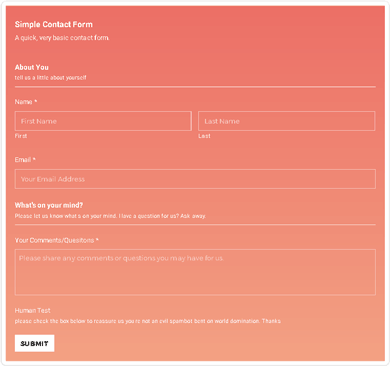 Simple Contact Form
A quick, very basic contact form.
About You
tell us a little about yourself
Name *
First Name
Last Name
First
Last
Email *
Your Email Address
What's on your mind?
Please let us know what's on your mind. Have a question for us? Ask away.
Your Comments/Questions *
Please share any comments or questions you may have for us
Human Test
please check the box below to reassure us you're not an evil spambot bent on world domination. Thanks
SUBMIT